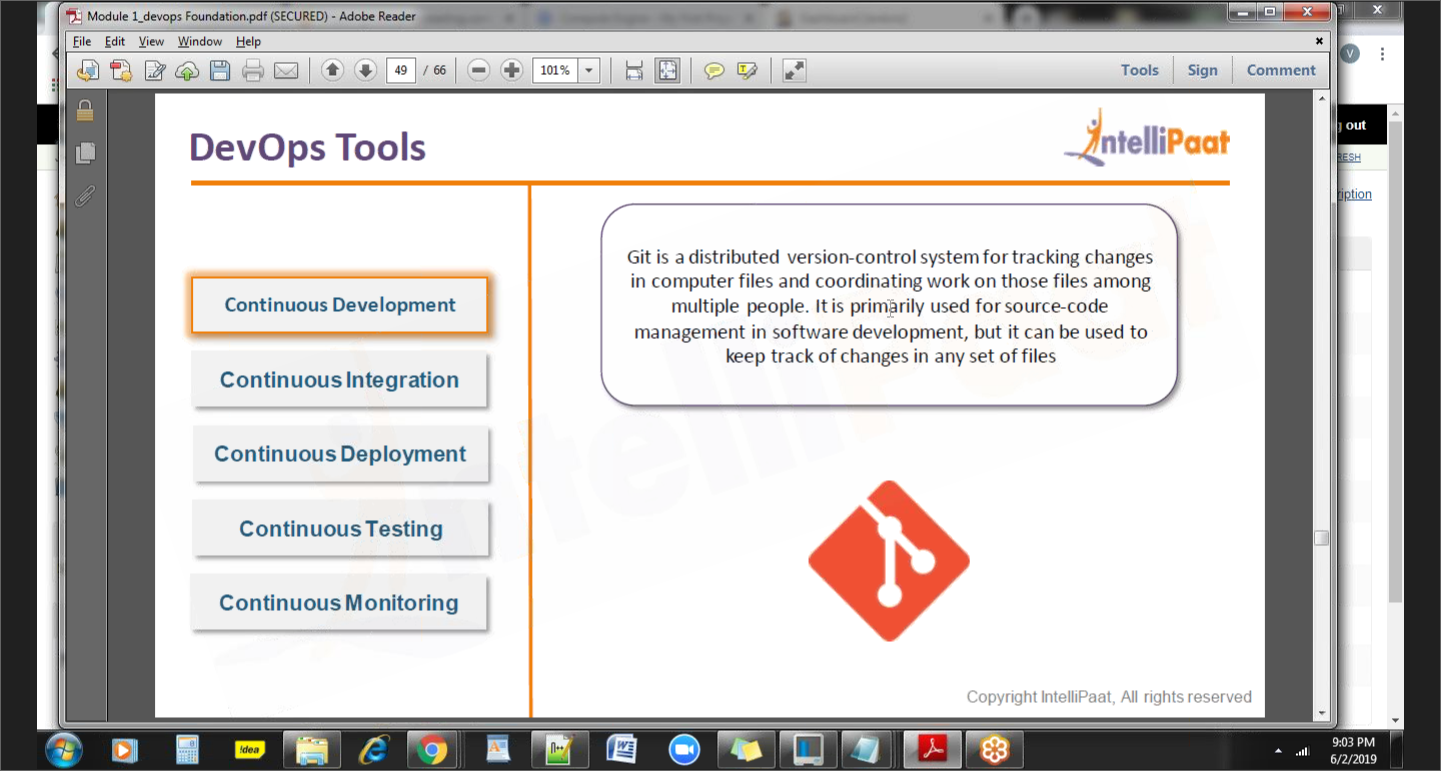 Module 1_devops Foundation.pdf (SECURED) - Adobe Reader
File Edit View Window Help
49 / 66 101% Tools Sign Comment
DevOps Tools
IntelliPaat
out
RESH
ription
V
Git is a distributed version-control system for tracking changes
in computer files and coordinating work on those files among
multiple people. It is primarily used for source-code
management in software development, but it can be used to
keep track of changes in any set of files
Continuous Development
Continuous Integration
Continuous Deployment
Continuous Testing
Continuous Monitoring
Copyright IntelliPaat, All rights reserved
!dea
9:03 PM
6/2/2019